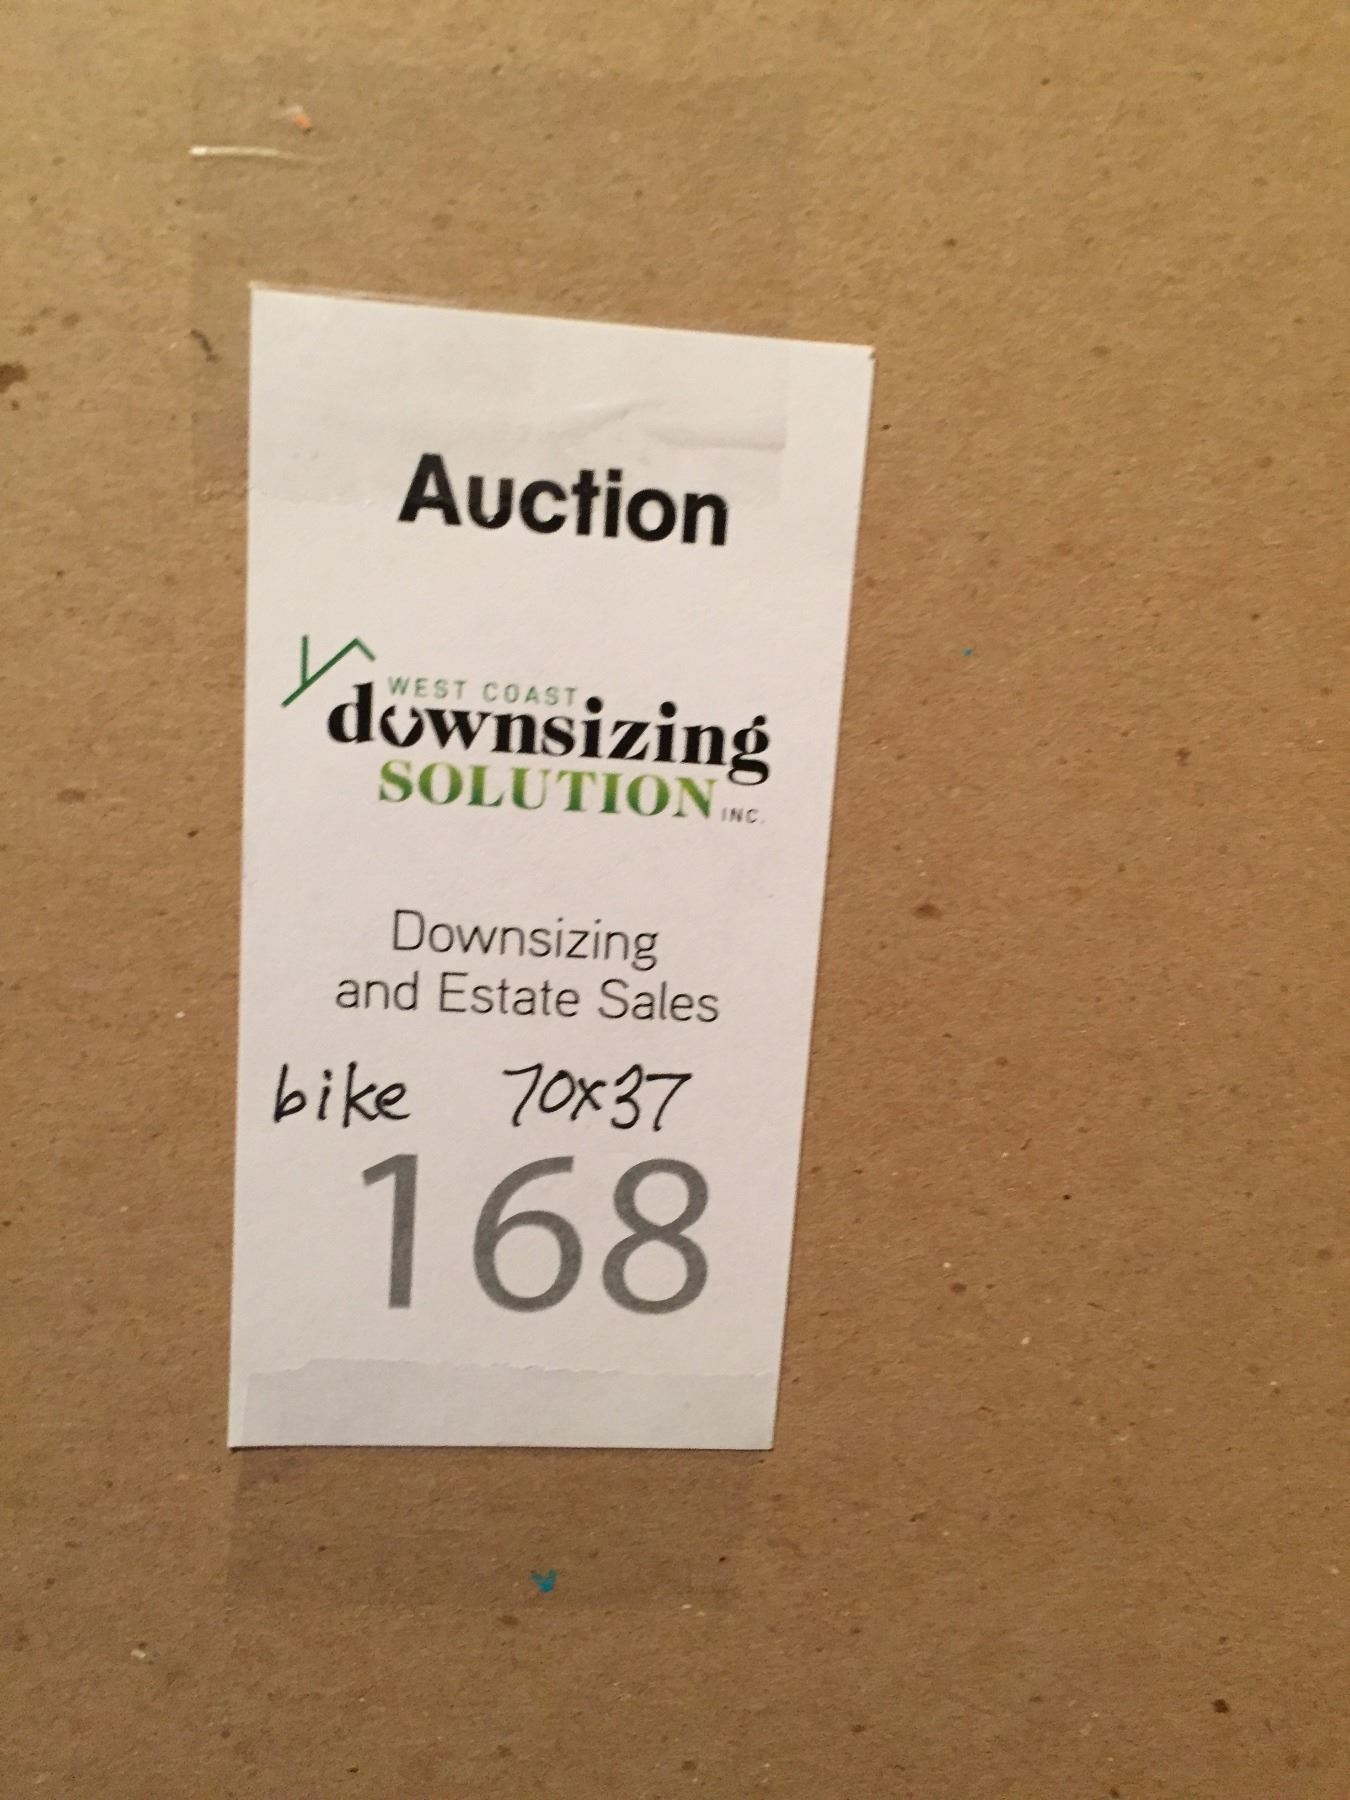 Auction
WEST COAST
downsizing
SOLUTION INC.
Downsizing
and Estate Sales
bike 70x37
168